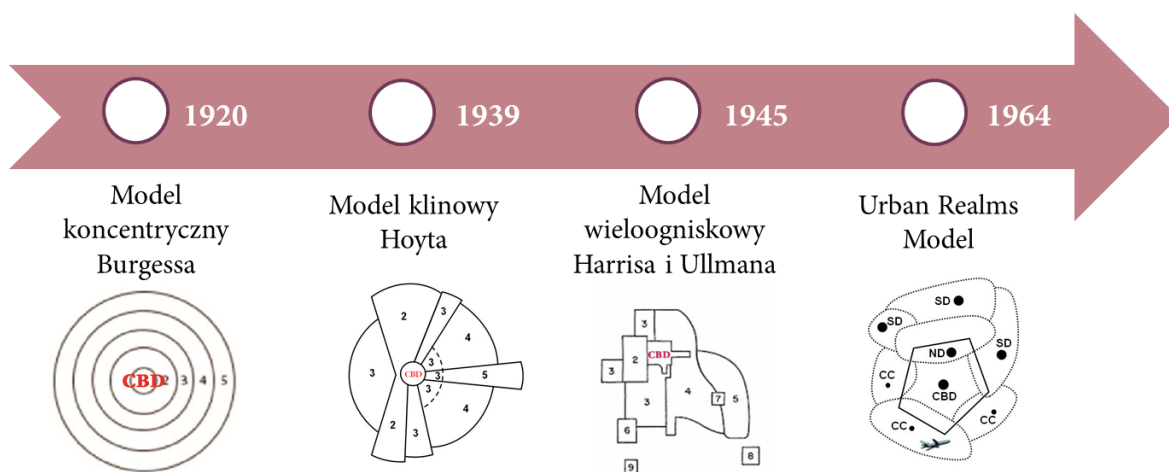 1920
1939
1945
1964
Model
koncentryczny
Burgessa
Model klinowy
Hoyta
Model
wieloogniskowy
Harrisa i Ullmana
Urban Realms
Model
CBD 2 3 4 5
2
3
4
3
3
CBD
3
5
3
4
2
3
3
2
CBD
3
3
4
7
5
6
8
9
SD
SD
ND
SD
CC
CBD
CC
CC